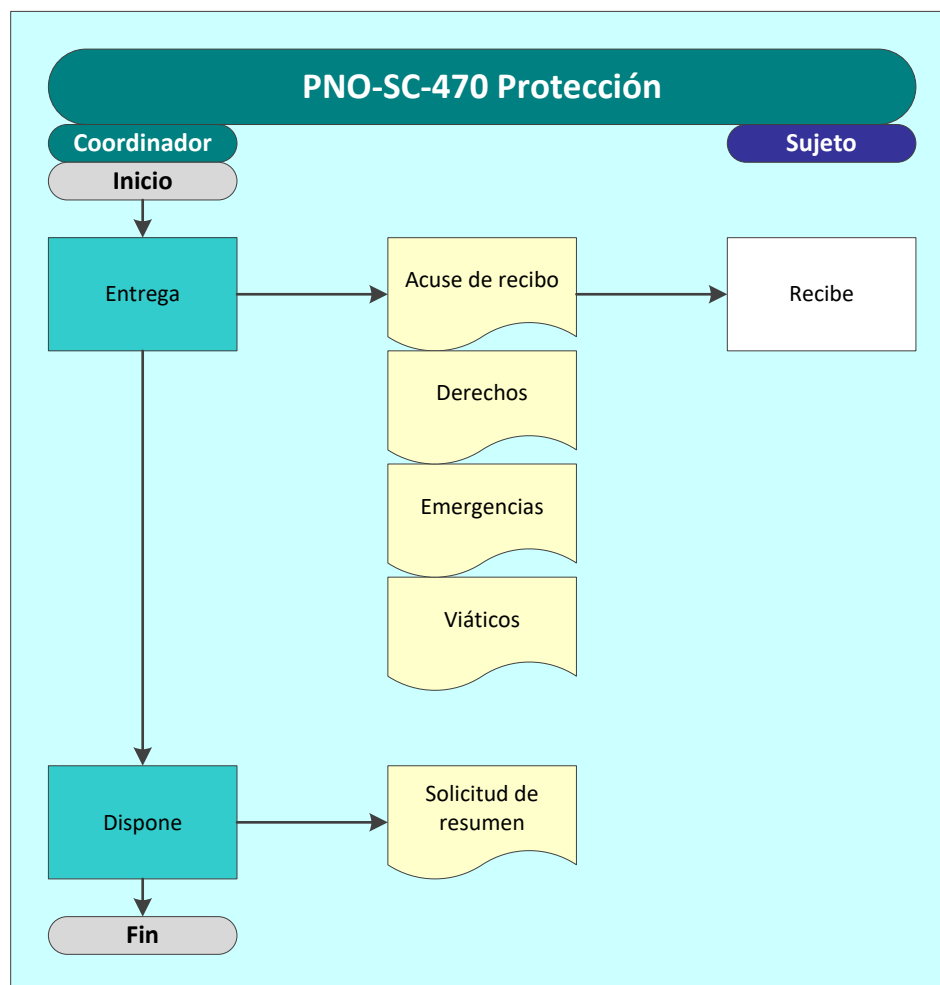 PNO-SC-470 Protección
Coordinador
Sujeto
Inicio
Entrega
Acuse de recibo
Recibe
Derechos
Emergencias
Viáticos
Dispone
Solicitud de
resumen
Fin